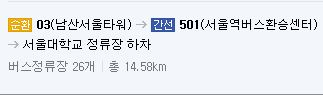 순환 03(남산서울타워) → 간선 501(서울역버스환승센터)
→ 서울대학교 정류장 하차
버스정류장 26개 | 총 14.58km